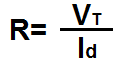 R= V_T / I_d